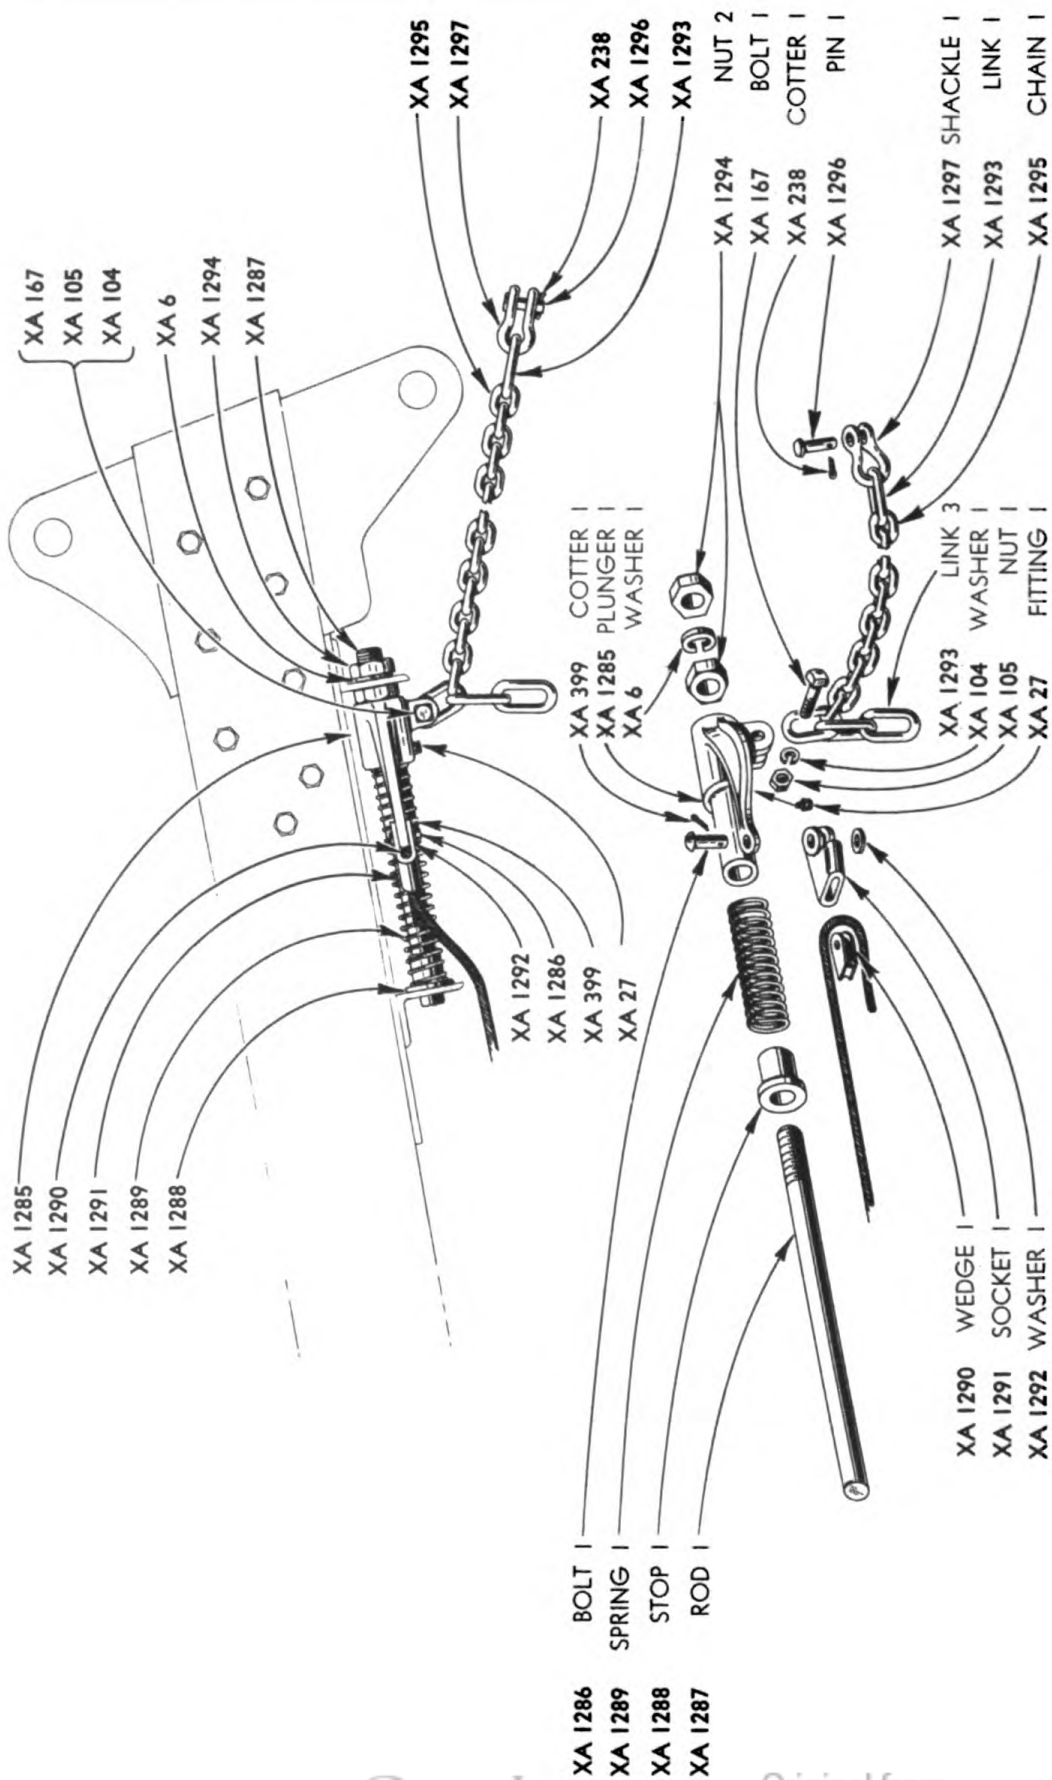 XA 1285
XA 1290
XA 1291
XA 1289
XA 1288
XA 167
XA 105
XA 104
XA 6
XA 1294
XA 1287
XA 1295
XA 1297
XA 238
XA 1296
XA 1293
XA 1292
XA 1286
XA 399
XA 27
XA 1286 BOLT 1
XA 1289 SPRING 1
XA 1288 STOP 1
XA 1287 ROD 1
XA 399 COTTER 1
XA 1285 PLUNGER 1
XA 6 WASHER 1
XA 1294 NUT 2
XA 167 BOLT 1
XA 238 COTTER 1
XA 1296 PIN 1
XA 1297 SHACKLE 1
XA 1293 LINK 1
XA 1295 CHAIN 1
XA 1290 WEDGE 1
XA 1291 SOCKET 1
XA 1292 WASHER 1
XA 1293 LINK 3
XA 104 WASHER 1
XA 105 NUT 1
XA 27 FITTING 1